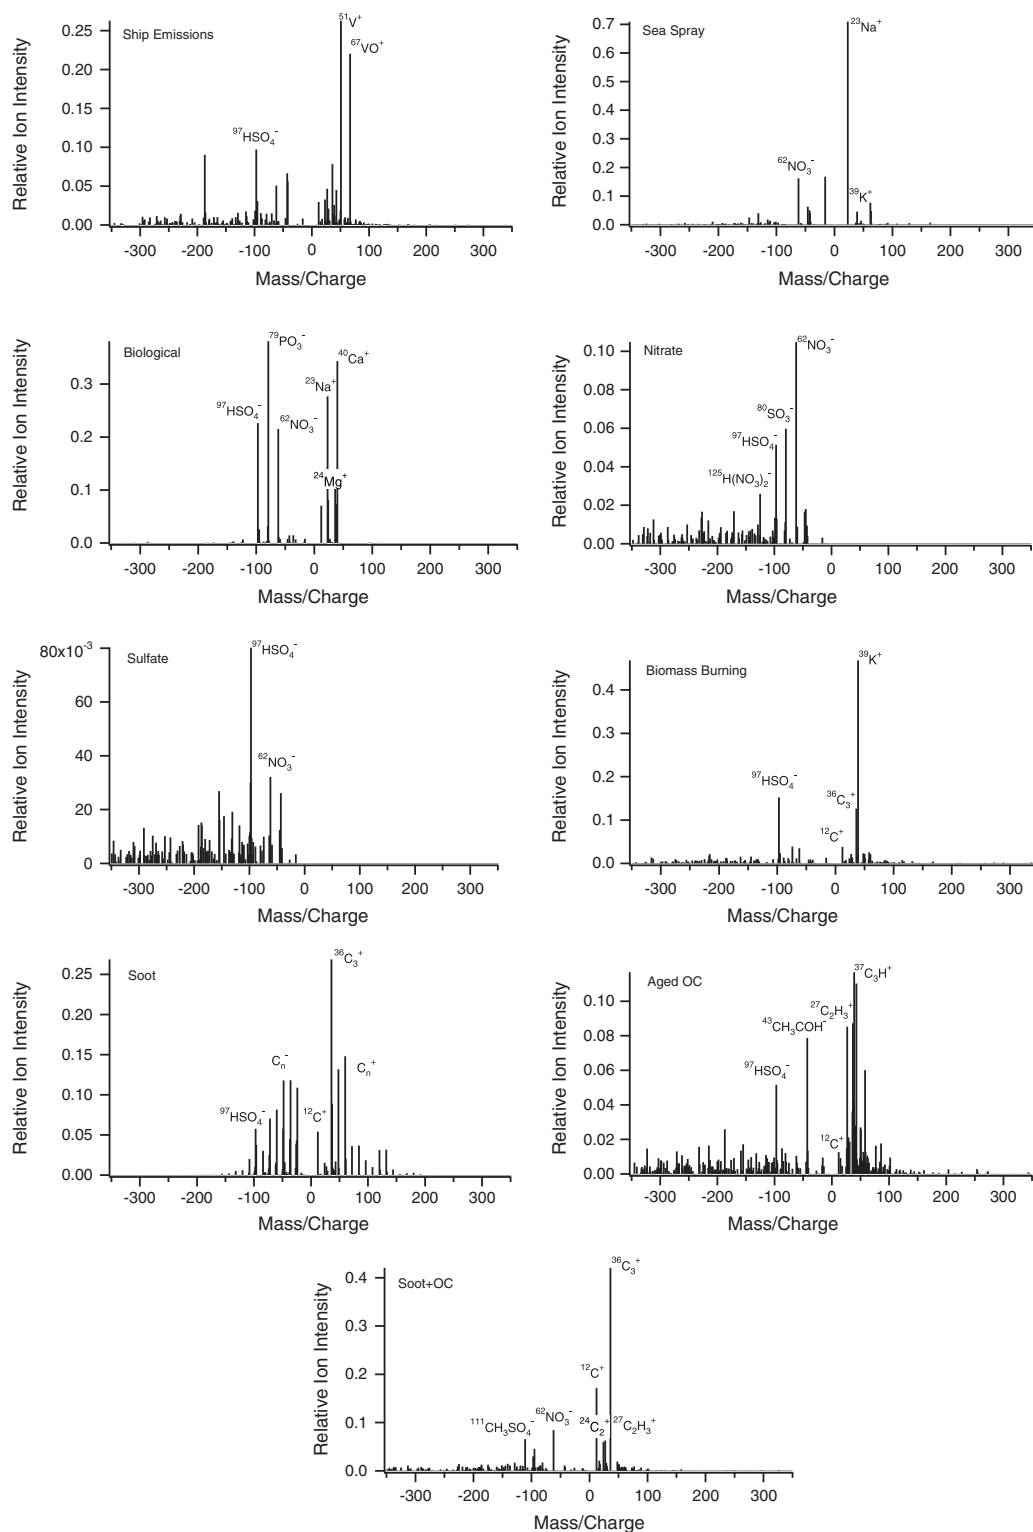 Ship Emissions
Relative Ion Intensity
0.25
0.20
0.15
0.10
0.05
0.00
⁵¹V⁺
⁶⁷VO⁺
⁹⁷HSO₄⁻
-300 -200 -100 0 100 200 300
Mass/Charge
Sea Spray
Relative Ion Intensity
0.7
0.6
0.5
0.4
0.3
0.2
0.1
0.0
²³Na⁺
⁶²NO₃⁻
³⁹K⁺
-300 -200 -100 0 100 200 300
Mass/Charge
Biological
Relative Ion Intensity
0.3
0.2
0.1
0.0
⁷⁹PO₃⁻
⁴⁰Ca⁺
²³Na⁺
⁹⁷HSO₄⁻
⁶²NO₃⁻
²⁴Mg⁺
-300 -200 -100 0 100 200 300
Mass/Charge
Nitrate
Relative Ion Intensity
0.10
0.08
0.06
0.04
0.02
0.00
⁶²NO₃⁻
⁸⁰SO₃⁻
⁹⁷HSO₄⁻
¹²⁵H(NO₃)₂⁻
-300 -200 -100 0 100 200 300
Mass/Charge
Sulfate
Relative Ion Intensity
80x10⁻³
60
40
20
0
⁹⁷HSO₄⁻
⁶²NO₃⁻
-300 -200 -100 0 100 200 300
Mass/Charge
Biomass Burning
Relative Ion Intensity
0.4
0.3
0.2
0.1
0.0
³⁹K⁺
⁹⁷HSO₄⁻
³⁶C₃⁺
¹²C⁺
-300 -200 -100 0 100 200 300
Mass/Charge
Soot
Relative Ion Intensity
0.25
0.20
0.15
0.10
0.05
0.00
³⁶C₃⁺
Cₙ⁻
Cₙ⁺
⁹⁷HSO₄⁻
¹²C⁺
-300 -200 -100 0 100 200 300
Mass/Charge
Aged OC
Relative Ion Intensity
0.10
0.08
0.06
0.04
0.02
0.00
³⁷C₃H⁺
²⁷C₂H₃⁺
⁴³CH₃COH⁻
⁹⁷HSO₄⁻
¹²C⁺
-300 -200 -100 0 100 200 300
Mass/Charge
Soot+OC
Relative Ion Intensity
0.4
0.3
0.2
0.1
0.0
³⁶C₃⁺
¹²C⁺
¹¹¹CH₃SO₄⁻
⁶²NO₃⁻
²⁴C₂⁺
²⁷C₂H₃⁺
-300 -200 -100 0 100 200 300
Mass/Charge